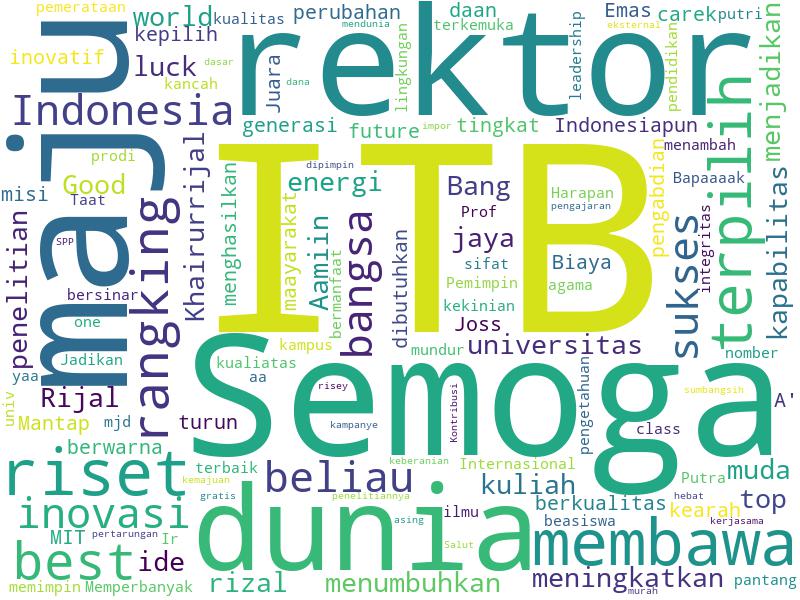 pemerataan
world
kualitas
perubahan
mendunia
daan
terkemuka
Emas
eksternal
carek
putri
inovatif
kepilih
luck
dasar
kancah
Juara
dana
rektor
lingkungan
leadership
pendidikan
menjadikan
maju
Indonesia
generasi
future
impor
tingkat
Indonesiapun
terpilih
menambah
prodi
Good
Taat
misi
SPP
rangking
Khairurrijal
menghasilkan
dipimpin
energi
ITB
Bang
Prof
jaya
sifat
Harapan
pengajaran
pengabdian
Bapaaaak
Biaya
agama
Pemimpin
kekinian
Joss
maayarakat
Aamiin
bermanfaat
bangsa
dibutuhkan
sukses
integritas
kapabilitas
penelitian
bersinar
one
Jadikan
yaa
kampus
mundur
universitas
nomber
Semoga
kualiatas
aa
risey
kampanye
Kontribusi
pengetahuan
class
sumbangsih
A'
univ
Rijal
Mantap
mjd
turun
berwarna
riset
terbaik
kemajuan
gratis
beliau
keberanian
penelitiannya
Internasional
kuliah
Putra
muda
hebat
berkualitas
kearah
top
inovasi
MIT
pertarungan
Ir
dunia
asing
ilmu
Salut
beasiswa
kerjasama
membawa
best
ide
memimpin
Memperbanyak
rizal
menumbuhkan
meningkatkan
murah
pantang